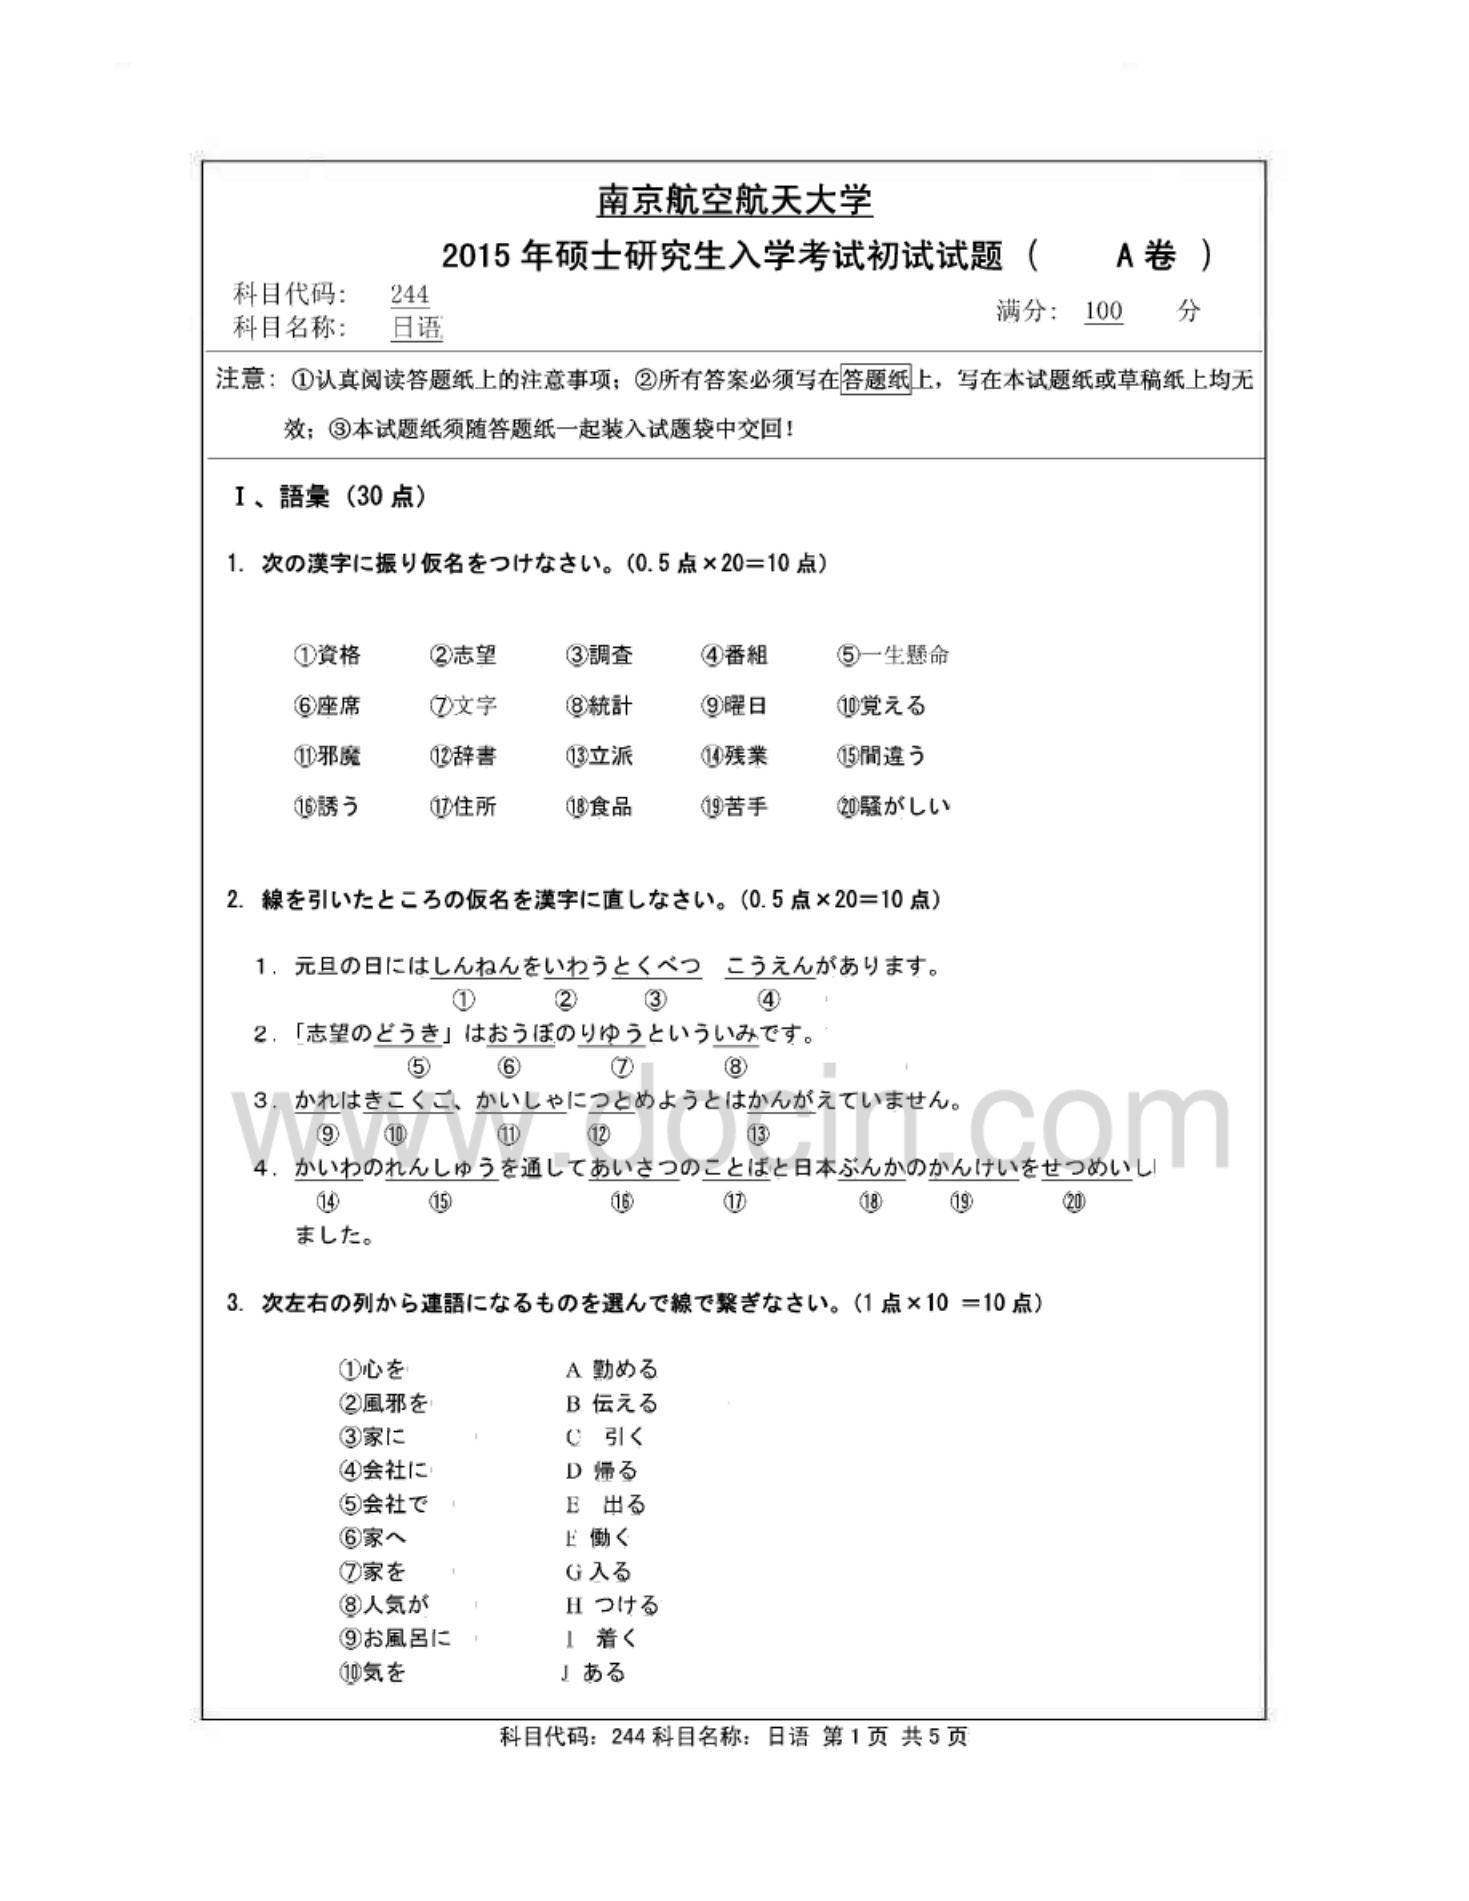 南京航空航天大学
2015 年硕士研究生入学考试初试试题（ A 卷 ）
科目代码： 244
满分： 100 分
科目名称： 日语
注意：①认真阅读答题纸上的注意事项；②所有答案必须写在答题纸上，写在本试题纸或草稿纸上均无
效；③本试题纸须随答题纸一起装入试题袋中交回！
Ⅰ、語彙（30 点）
1. 次の漢字に振り仮名をつけなさい。(0.5 点×20＝10 点)
①資格 ②志望 ③調査 ④番組 ⑤一生懸命
⑥座席 ⑦文字 ⑧統計 ⑨曜日 ⑩覚える
⑪邪魔 ⑫辞書 ⑬立派 ⑭残業 ⑮間違う
⑯誘う ⑰住所 ⑱食品 ⑲苦手 ⑳騒がしい
2. 線を引いたところの仮名を漢字に直しなさい。(0.5 点×20＝10 点)
１．元旦の日にはしんねんをいわうとくべつ　こうえんがあります。
① ② ③ ④
２．「志望のどうき」はおうぼのりゆうといういみです。
⑤ ⑥ ⑦ ⑧
３．かれはきこくご、かいしゃにつとめようとはかんがえていません。
⑨ ⑩ ⑪ ⑫ ⑬
４．かいわのれんしゅうを通してあいさつのことばと日本ぶんかのかんけいをせつめいし
⑭ ⑮ ⑯ ⑰ ⑱ ⑲ ⑳
ました。
3. 次左右の列から連語になるものを選んで線で繋ぎなさい。(1 点×10 ＝10 点)
①心を A 勤める
②風邪を B 伝える
③家に C 引く
④会社に D 帰る
⑤会社で E 出る
⑥家へ F 働く
⑦家を G 入る
⑧人気が H つける
⑨お風呂に I 着く
⑩気を J ある
科目代码：244 科目名称：日语 第 1 页 共 5 页
www.docin.com